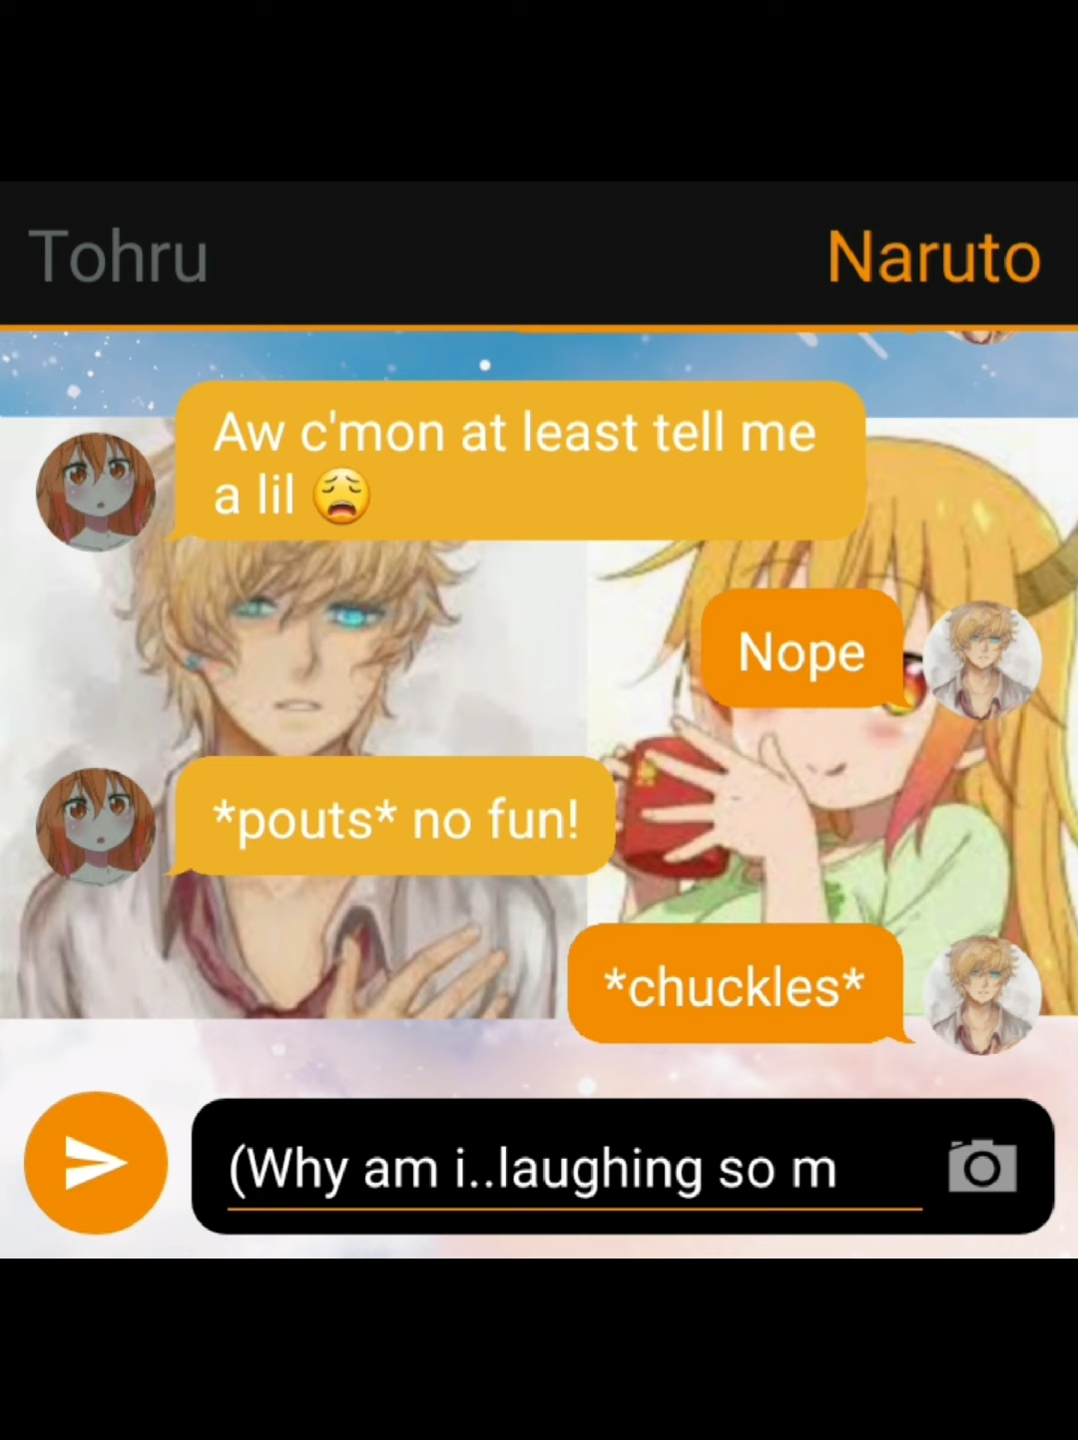 Tohru
Naruto
Aw c'mon at least tell me
a lil 😩
Nope
*pouts* no fun!
*chuckles*
(Why am i..laughing so m